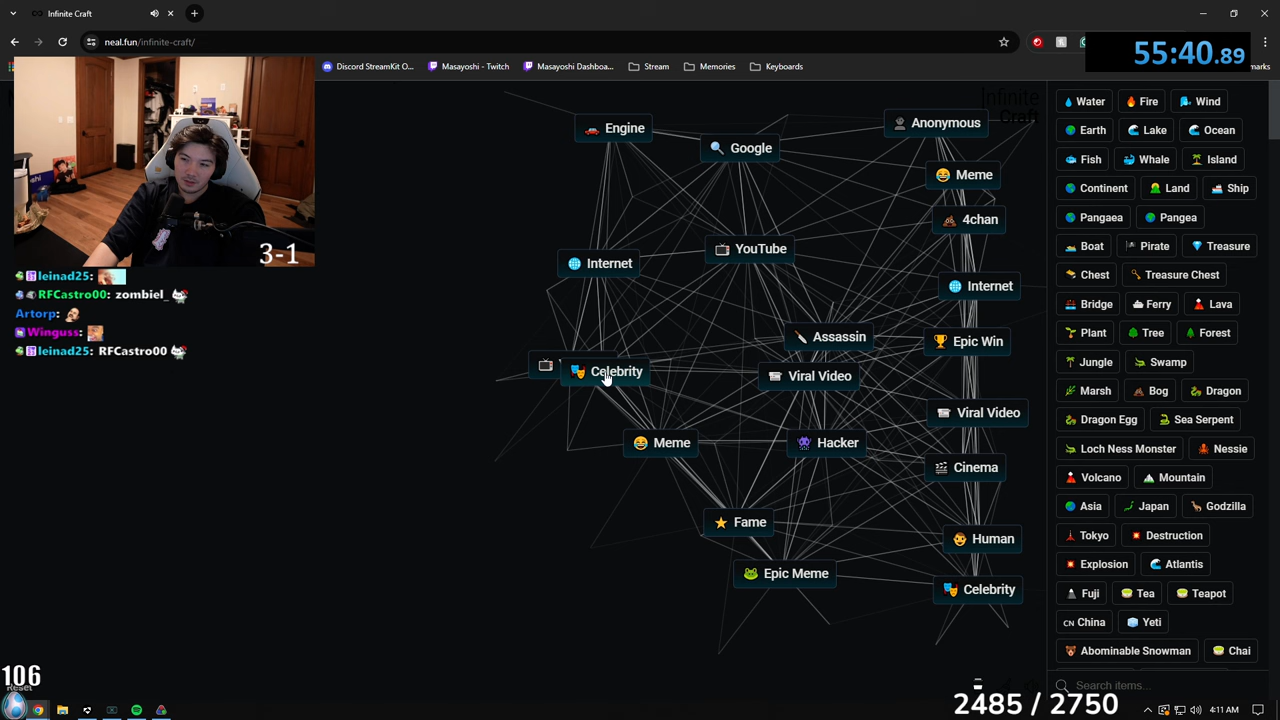 Infinite Craft
neal.fun/infinite-craft/
55:40.89
Discord StreamKit O...
Masayoshi - Twitch
Masayoshi Dashboa...
Stream
Memories
Keyboards
3-1
leinad25:
RFCastro00: zombiel_
Artorp:
Winguss:
leinad25: RFCastro00
Infinite
Craft
Engine
Google
Anonymous
Meme
4chan
Internet
YouTube
Internet
Assassin
Epic Win
Celebrity
Viral Video
Viral Video
Meme
Hacker
Cinema
Fame
Human
Epic Meme
Celebrity
Water
Fire
Wind
Earth
Lake
Ocean
Fish
Whale
Island
Continent
Land
Ship
Pangaea
Pangea
Boat
Pirate
Treasure
Chest
Treasure Chest
Bridge
Ferry
Lava
Plant
Tree
Forest
Jungle
Swamp
Marsh
Bog
Dragon
Dragon Egg
Sea Serpent
Loch Ness Monster
Nessie
Volcano
Mountain
Asia
Japan
Godzilla
Tokyo
Destruction
Explosion
Atlantis
Fuji
Tea
Teapot
CN China
Yeti
Abominable Snowman
Chai
Search items...
106
Reset
2485 / 2750
4:11 AM